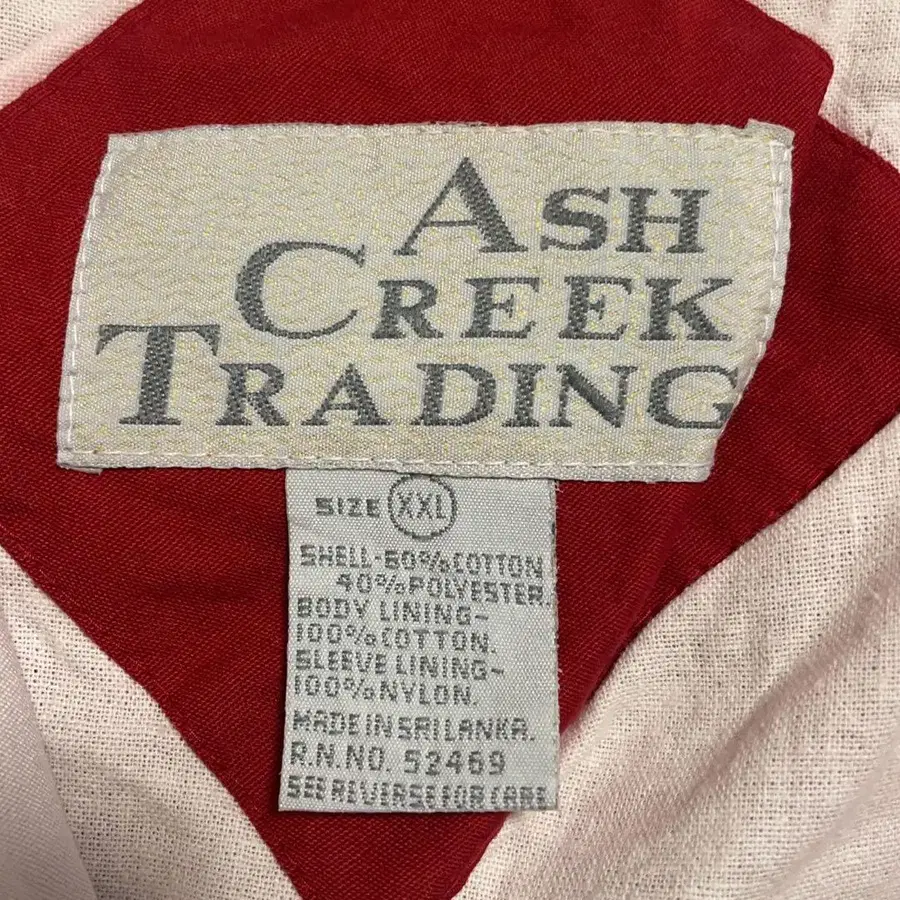 ASH
CREEK
TRADING
SIZE XXL
SHELL-60%COTTON
40%POLYESTER.
BODY LINING-
100%COTTON.
SLEEVE LINING-
100%NYLON.
MADE IN SRI LANKA.
R.N.NO. 52469
SEE REVERSE FOR CARE